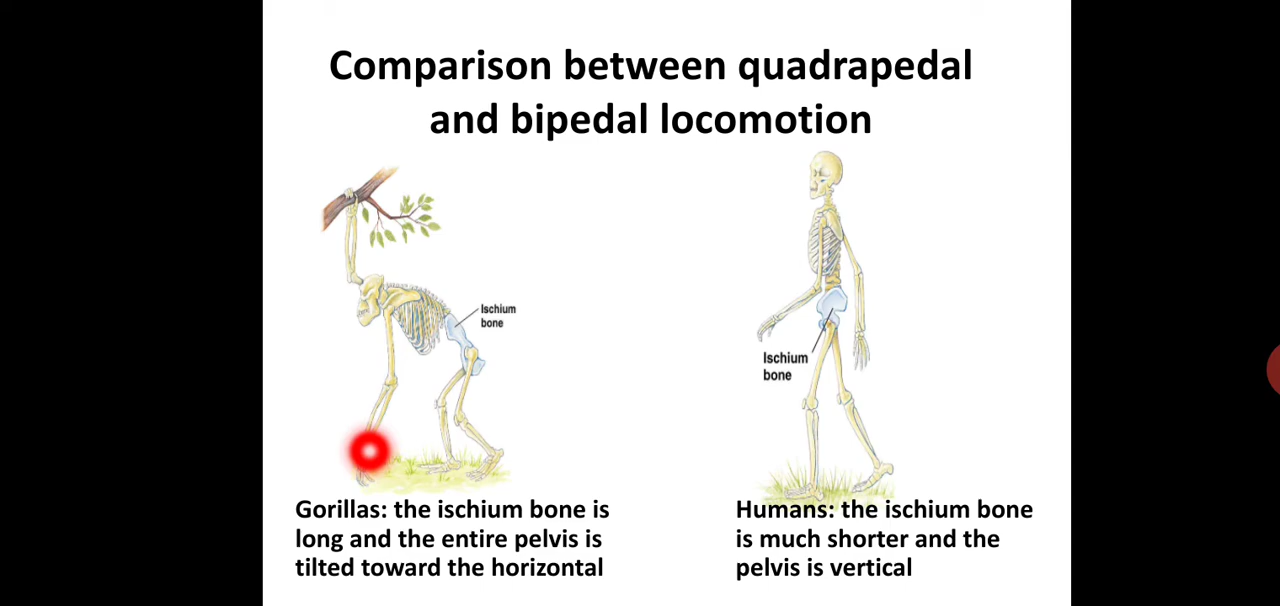 Comparison between quadrapedal
and bipedal locomotion
Ischium
bone
Ischium
bone
Gorillas: the ischium bone is
long and the entire pelvis is
tilted toward the horizontal
Humans: the ischium bone
is much shorter and the
pelvis is vertical